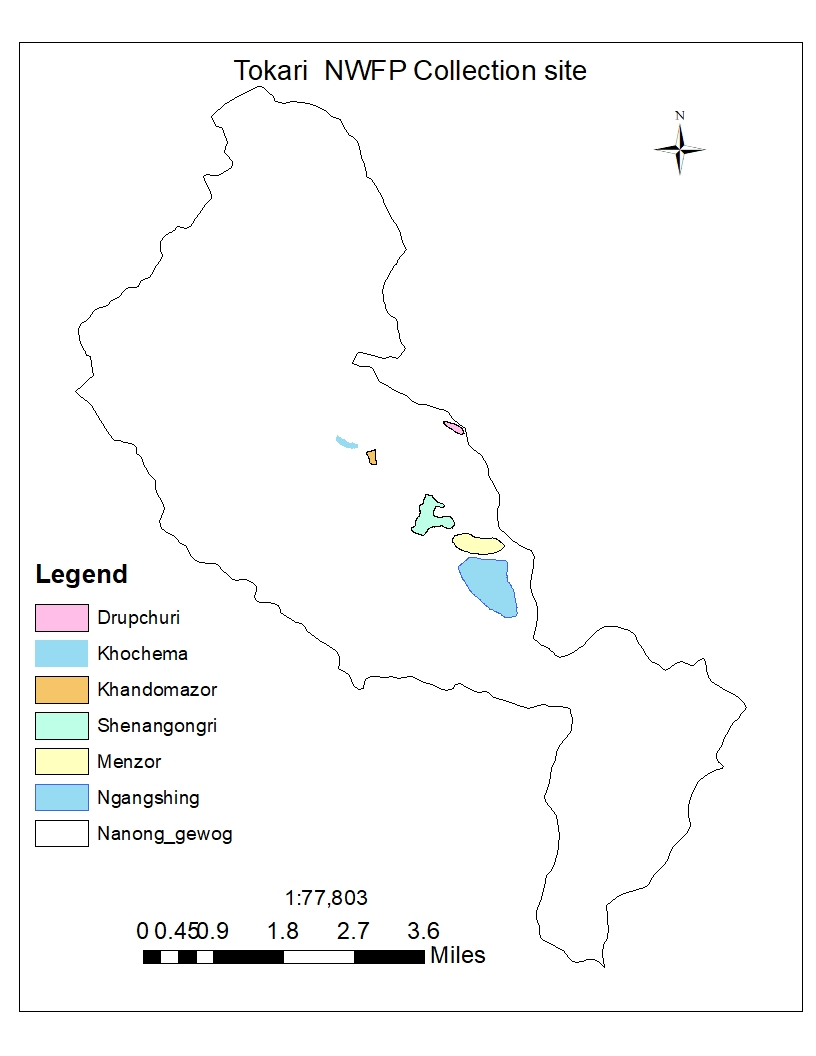 Tokari NWFP Collection site
N
Legend
Drupchuri
Khochema
Khandomazor
Shenangongri
Menzor
Ngangshing
Nanong_gewog
1:77,803
0 0.45 0.9 1.8 2.7 3.6
Miles